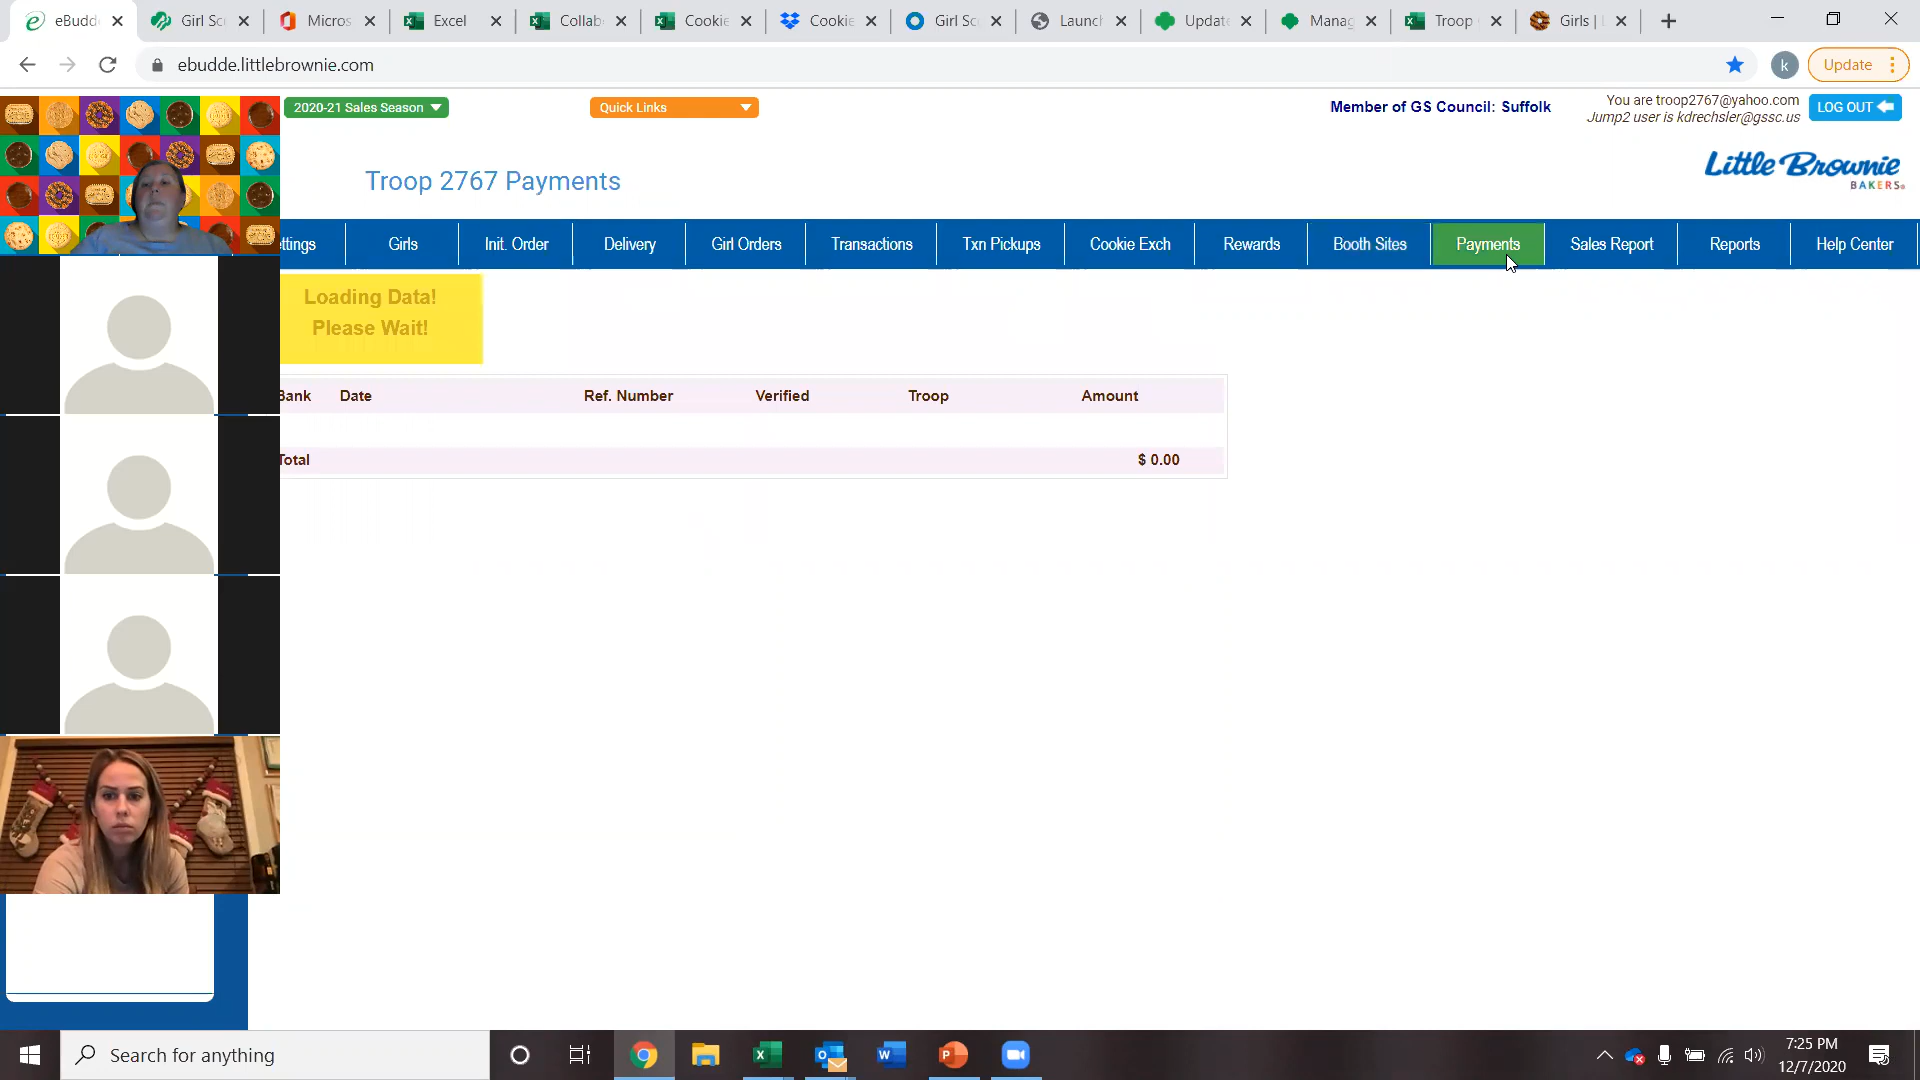 eBudd
Girl Sc
Micros
Excel
Collab
Cookie
Cookie
Girl Sc
Launch
Update
Manag
Troop
Girls |
ebudde.littlebrownie.com
k
Update
2020-21 Sales Season
Quick Links
Member of GS Council: Suffolk
You are troop2767@yahoo.com
Jump2 user is kdrechsler@gssc.us
LOG OUT
Troop 2767 Payments
Little Brownie
BAKERS
ttings
Girls
Init. Order
Delivery
Girl Orders
Transactions
Txn Pickups
Cookie Exch
Rewards
Booth Sites
Payments
Sales Report
Reports
Help Center
Loading Data!
Please Wait!
Bank Date Ref. Number Verified Troop Amount
Total $ 0.00
Search for anything
7:25 PM
12/7/2020